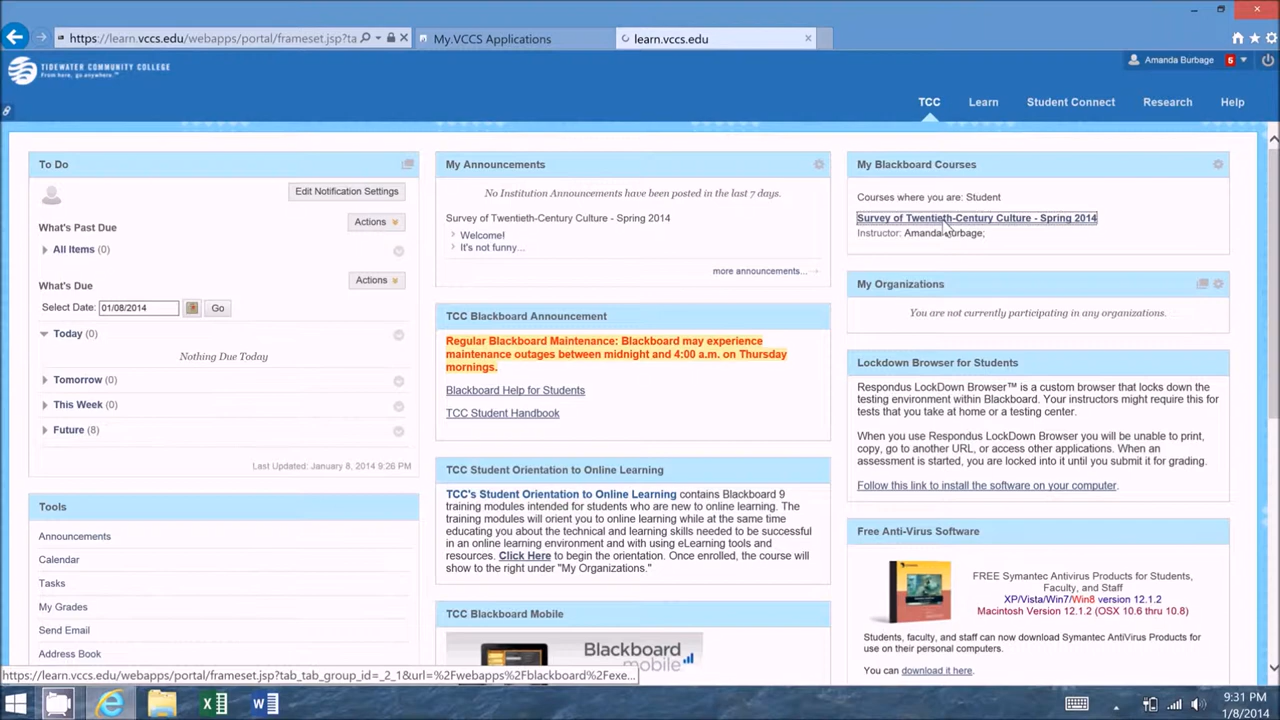 https://learn.vccs.edu/webapps/portal/frameset.jsp?ta
My.VCCS Applications
learn.vccs.edu
TIDEWATER COMMUNITY COLLEGE
From here, go anywhere.™
Amanda Burbage
5
TCC
Learn
Student Connect
Research
Help
To Do
Edit Notification Settings
What's Past Due
Actions
All Items (0)
What's Due
Actions
Select Date:
01/08/2014
Go
Today (0)
Nothing Due Today
Tomorrow (0)
This Week (0)
Future (8)
Last Updated: January 8, 2014 9:26 PM
Tools
Announcements
Calendar
Tasks
My Grades
Send Email
Address Book
My Announcements
No Institution Announcements have been posted in the last 7 days.
Survey of Twentieth-Century Culture - Spring 2014
Welcome!
It's not funny...
more announcements...
TCC Blackboard Announcement
Regular Blackboard Maintenance: Blackboard may experience
maintenance outages between midnight and 4:00 a.m. on Thursday
mornings.
Blackboard Help for Students
TCC Student Handbook
TCC Student Orientation to Online Learning
TCC's Student Orientation to Online Learning contains Blackboard 9
training modules intended for students who are new to online learning. The
training modules will orient you to online learning while at the same time
educating you about the technical and learning skills needed to be successful
in an online learning environment and with using eLearning tools and
resources. Click Here to begin the orientation. Once enrolled, the course will
show to the right under "My Organizations."
TCC Blackboard Mobile
Blackboard
mobile
My Blackboard Courses
Courses where you are: Student
Survey of Twentieth-Century Culture - Spring 2014
Instructor: Amanda Burbage;
My Organizations
You are not currently participating in any organizations.
Lockdown Browser for Students
Respondus LockDown Browser™ is a custom browser that locks down the
testing environment within Blackboard. Your instructors might require this for
tests that you take at home or a testing center.
When you use Respondus LockDown Browser you will be unable to print,
copy, go to another URL, or access other applications. When an
assessment is started, you are locked into it until you submit it for grading.
Follow this link to install the software on your computer.
Free Anti-Virus Software
FREE Symantec Antivirus Products for Students,
Faculty, and Staff
XP/Vista/Win7/Win8 version 12.1.2
Macintosh Version 12.1.2 (OSX 10.6 thru 10.8)
Students, faculty, and staff can now download Symantec AntiVirus Products for
use on their personal computers.
You can download it here.
https://learn.vccs.edu/webapps/portal/frameset.jsp?tab_tab_group_id=_2_1&url=%2Fwebapps%2Fblackboard%2Fexe...
9:31 PM
1/8/2014